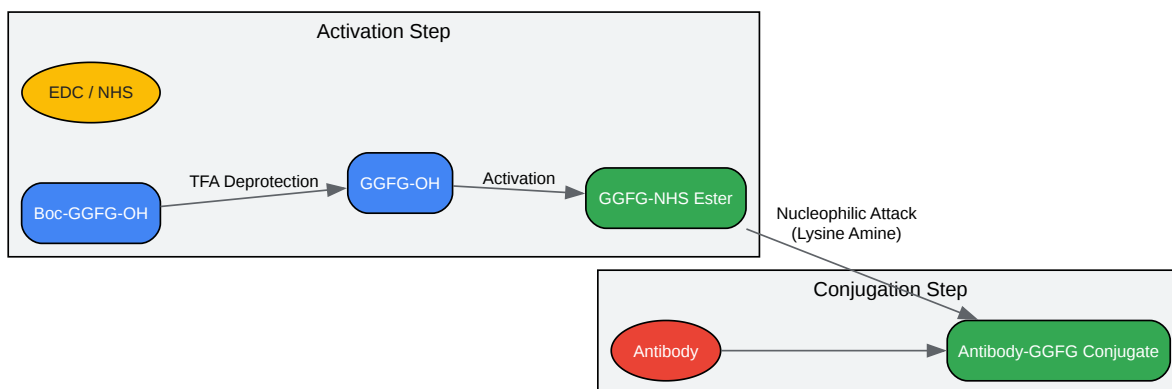 Activation Step
EDC / NHS
Boc-GGFG-OH
TFA Deprotection
GGFG-OH
Activation
GGFG-NHS Ester
Nucleophilic Attack
(Lysine Amine)
Conjugation Step
Antibody
Antibody-GGFG Conjugate